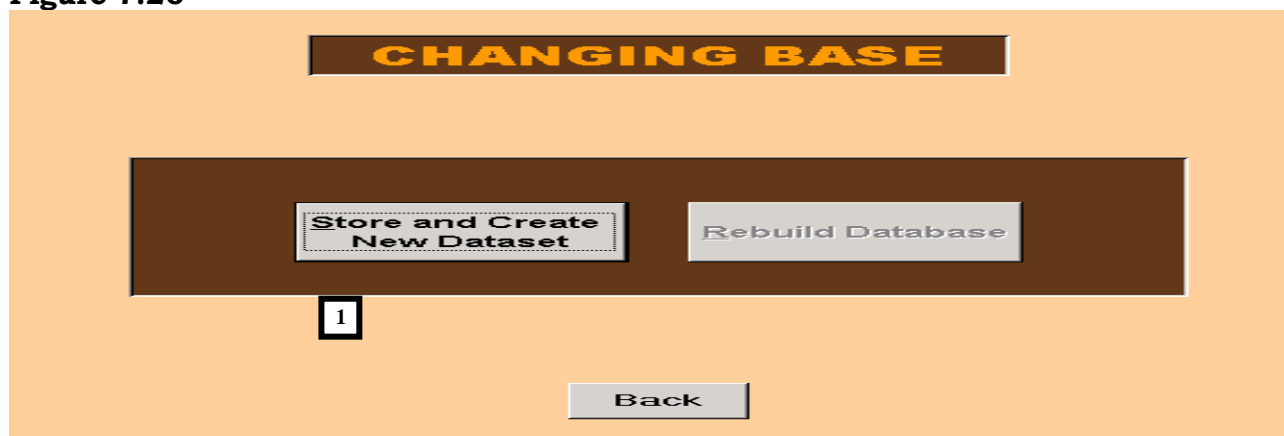 CHANGING BASE
Store and Create
New Dataset
Rebuild Database
1
Back